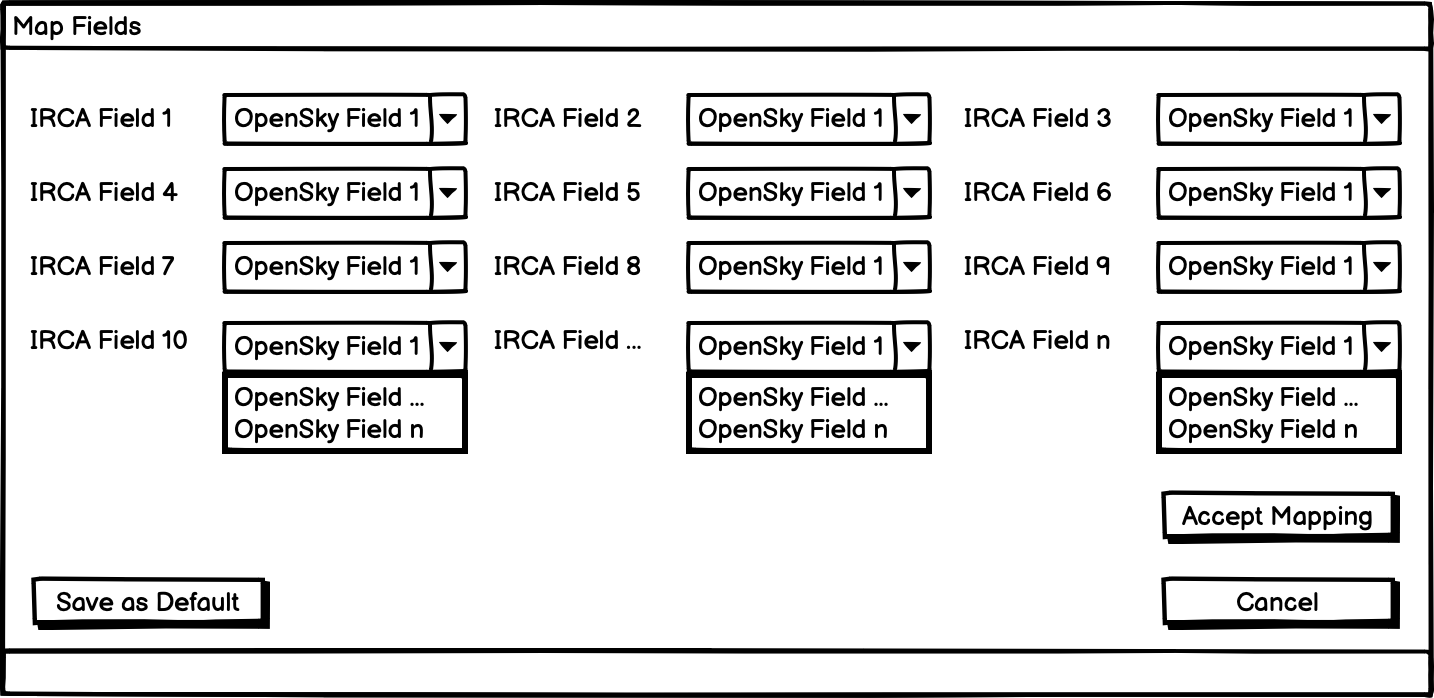 Map Fields
IRCA Field 1 OpenSky Field 1 IRCA Field 2 OpenSky Field 1 IRCA Field 3 OpenSky Field 1
IRCA Field 4 OpenSky Field 1 IRCA Field 5 OpenSky Field 1 IRCA Field 6 OpenSky Field 1
IRCA Field 7 OpenSky Field 1 IRCA Field 8 OpenSky Field 1 IRCA Field 9 OpenSky Field 1
IRCA Field 10 OpenSky Field 1 IRCA Field ... OpenSky Field 1 IRCA Field n OpenSky Field 1
OpenSky Field ... OpenSky Field ... OpenSky Field ...
OpenSky Field n OpenSky Field n OpenSky Field n
Accept Mapping
Save as Default Cancel